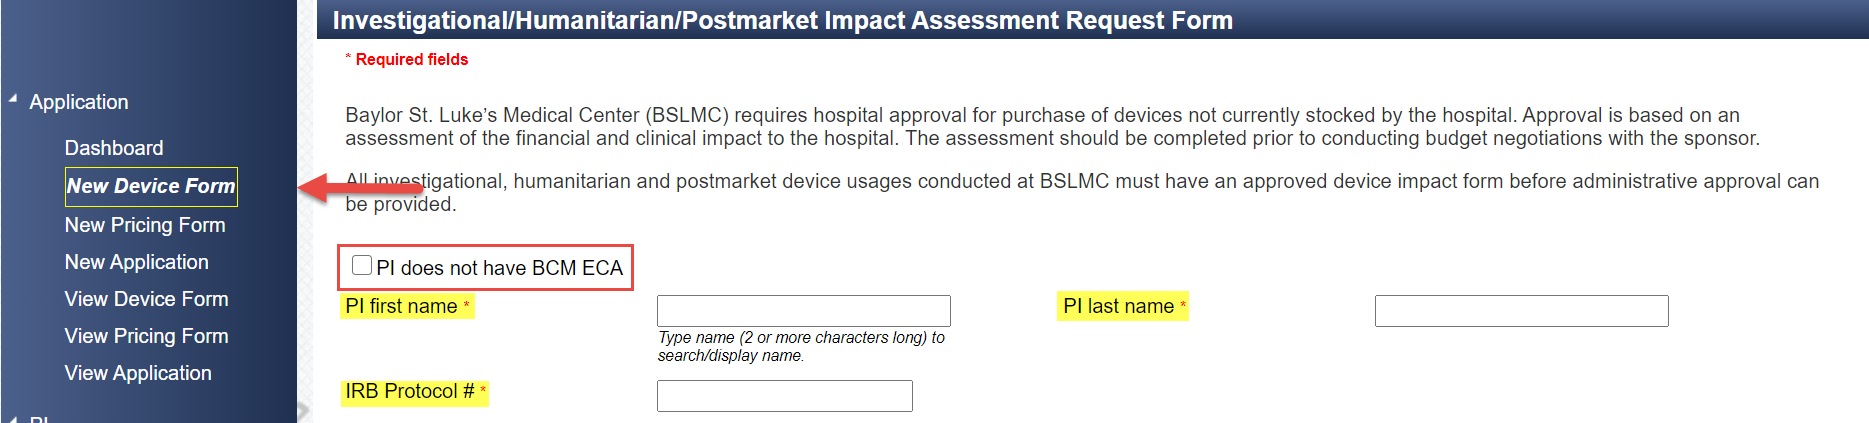 Investigational/Humanitarian/Postmarket Impact Assessment Request Form
* Required fields
Application
Dashboard
New Device Form
New Pricing Form
New Application
View Device Form
View Pricing Form
View Application
Baylor St. Luke’s Medical Center (BSLMC) requires hospital approval for purchase of devices not currently stocked by the hospital. Approval is based on an
assessment of the financial and clinical impact to the hospital. The assessment should be completed prior to conducting budget negotiations with the sponsor.
All investigational, humanitarian and postmarket device usages conducted at BSLMC must have an approved device impact form before administrative approval can
be provided.
PI does not have BCM ECA
PI first name *
PI last name *
Type name (2 or more characters long) to
search/display name.
IRB Protocol # *